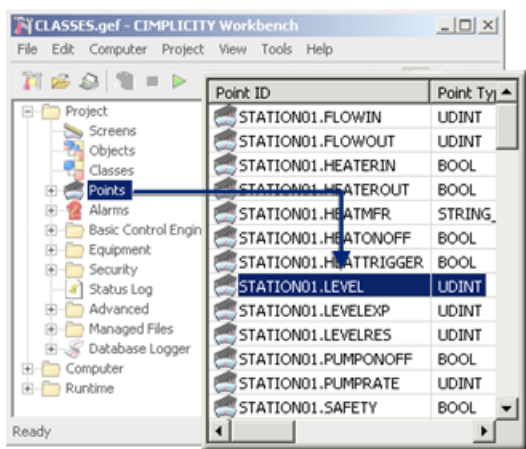 CLASSES.gef - CIMPLICITY Workbench
File Edit Computer Project View Tools Help
Project
Screens
Objects
Classes
Points
Alarms
Basic Control Engin
Equipment
Security
Status Log
Advanced
Managed Files
Database Logger
Computer
Runtime
Ready
Point ID Point Ty
STATION01.FLOWIN UDINT
STATION01.FLOWOUT UDINT
STATION01.HEATERIN BOOL
STATION01.HEATEROUT BOOL
STATION01.HEATMFR STRING_
STATION01.HEATONOFF BOOL
STATION01.HEATTRIGGER BOOL
STATION01.LEVEL UDINT
STATION01.LEVELEXP UDINT
STATION01.LEVELRES UDINT
STATION01.PUMPONOFF BOOL
STATION01.PUMPRATE UDINT
STATION01.SAFETY BOOL